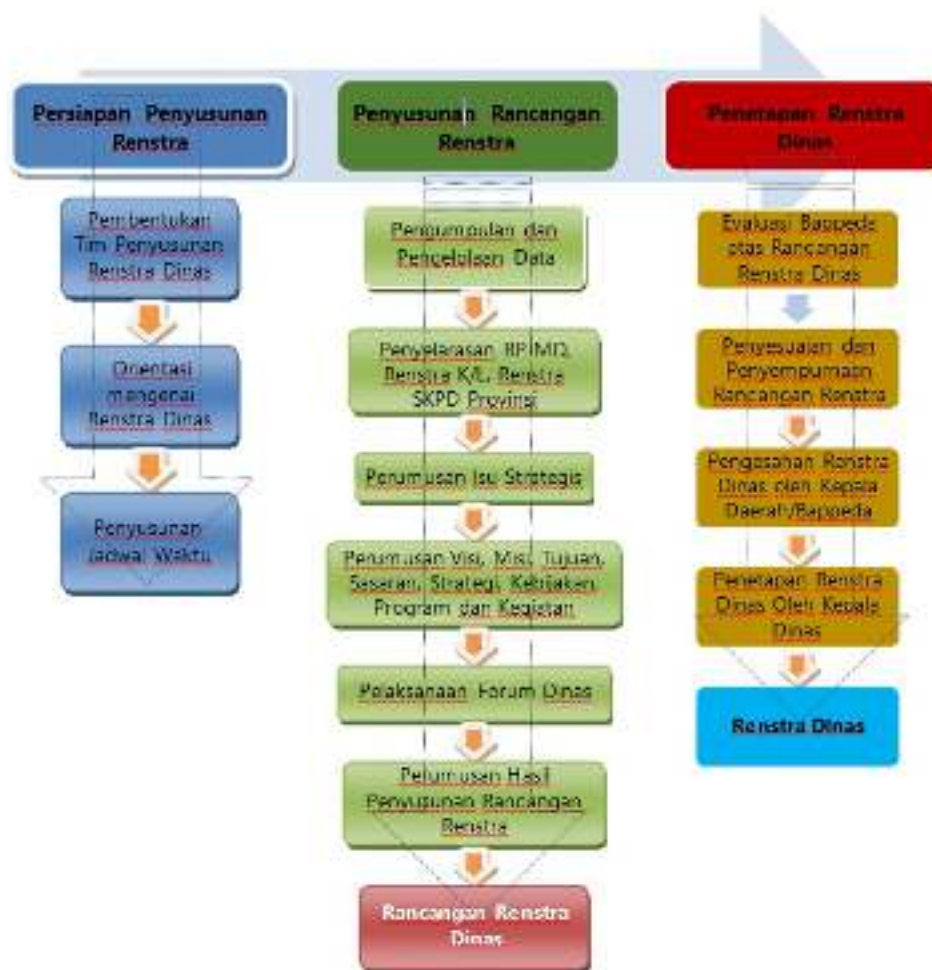 Persiapan Penyusunan
Renstra
Pembentukan
Tim Penyusunan
Renstra Dinas
Orientasi
mengenai
Renstra Dinas
Penyusunan
Jadwal Waktu
Penyusunan Rancangan
Renstra
Pengumpulan dan
Pengelolaan Data
Penyelarasan RPJMD,
Renstra K/L, Renstra
SKPD Provinsi
Perumusan Isu Strategis
Perumusan Visi, Misi, Tujuan,
Sasaran, Strategi, Kebijakan,
Program dan Kegiatan
Pelaksanaan Forum Dinas
Perumusan Hasil
Penyusunan Rancangan
Renstra
Rancangan Renstra
Dinas
Penetapan Renstra
Dinas
Evaluasi Bappeda
atas Rancangan
Renstra Dinas
Penyesuaian dan
Penyempurnaan
Rancangan Renstra
Pengesahan Renstra
Dinas oleh Kepala
Daerah/Bappeda
Penetapan Renstra
Dinas Oleh Kepala
Dinas
Renstra Dinas